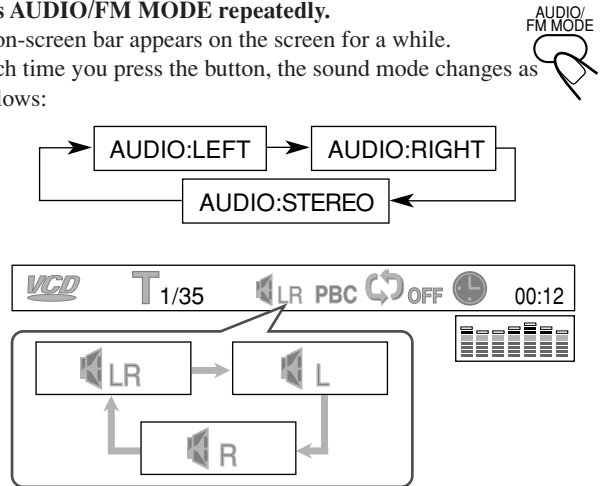 s AUDIO/FM MODE repeatedly.
AUDIO/
FM MODE
on-screen bar appears on the screen for a while.
ch time you press the button, the sound mode changes as
llows:
AUDIO:LEFT AUDIO:RIGHT
AUDIO:STEREO
VCD T 1/35 LR PBC OFF 00:12
LR L
R